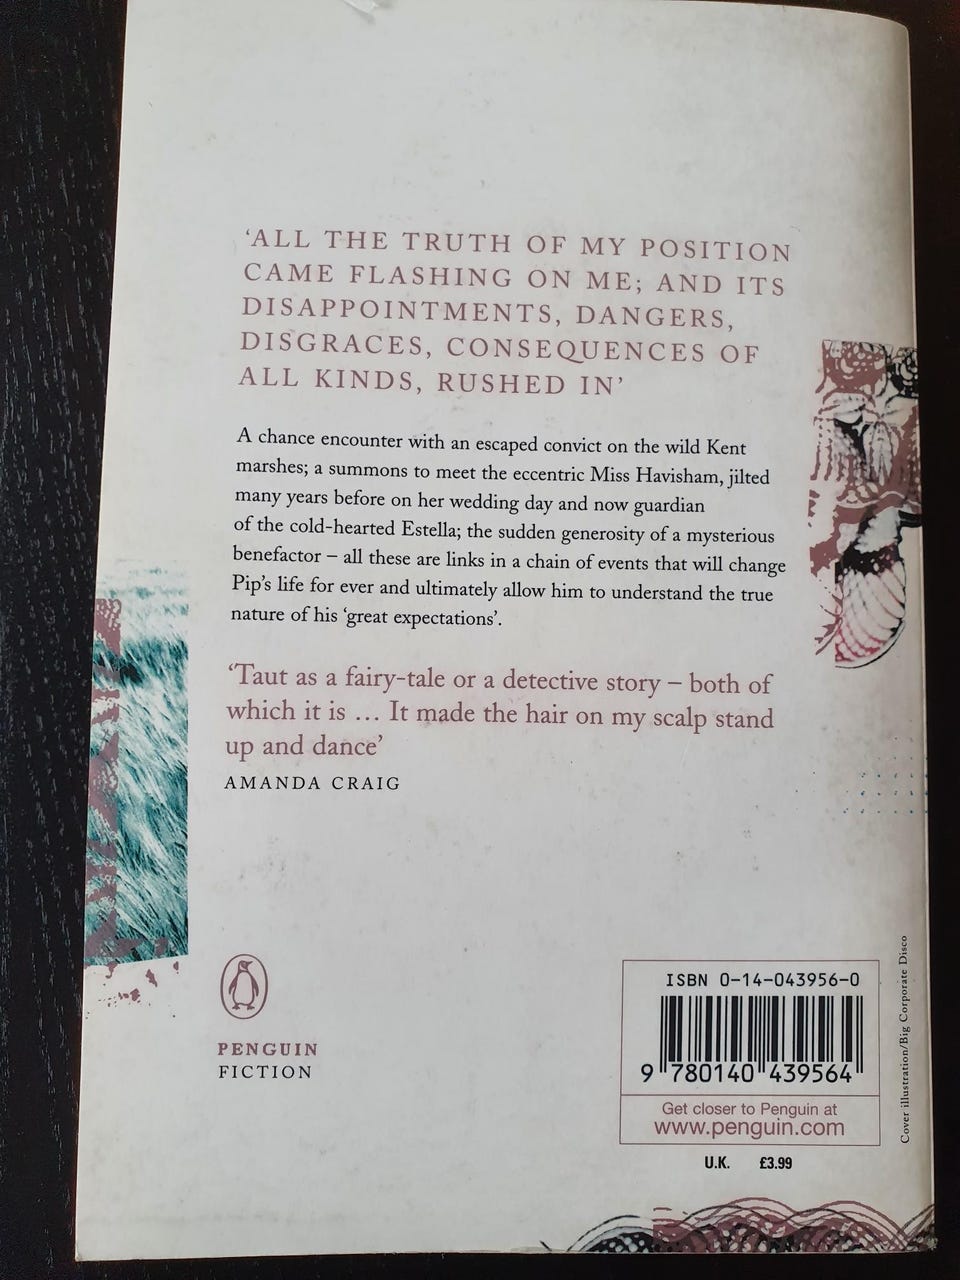 ‘ALL THE TRUTH OF MY POSITION
CAME FLASHING ON ME; AND ITS
DISAPPOINTMENTS, DANGERS,
DISGRACES, CONSEQUENCES OF
ALL KINDS, RUSHED IN’
A chance encounter with an escaped convict on the wild Kent
marshes; a summons to meet the eccentric Miss Havisham, jilted
many years before on her wedding day and now guardian
of the cold-hearted Estella; the sudden generosity of a mysterious
benefactor – all these are links in a chain of events that will change
Pip’s life for ever and ultimately allow him to understand the true
nature of his ‘great expectations’.
‘Taut as a fairy-tale or a detective story – both of
which it is ... It made the hair on my scalp stand
up and dance’
AMANDA CRAIG
PENGUIN
FICTION
ISBN 0-14-043956-0
9 780140 439564
Get closer to Penguin at
www.penguin.com
U.K. £3.99
Cover illustration/Big Corporate Disco